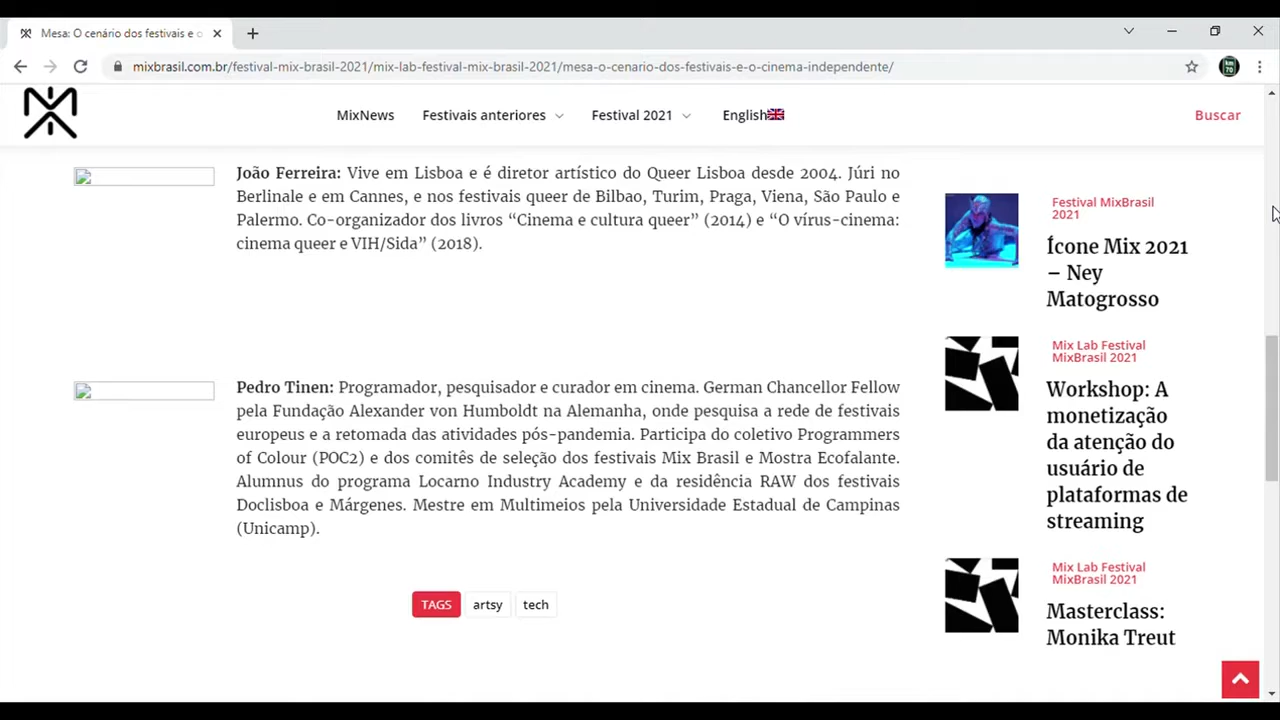 Mesa: O cenário dos festivais e o
mixbrasil.com.br/festival-mix-brasil-2021/mix-lab-festival-mix-brasil-2021/mesa-o-cenario-dos-festivais-e-o-cinema-independente/
km
70
MixNews
Festivais anteriores
Festival 2021
English
Buscar
João Ferreira: Vive em Lisboa e é diretor artístico do Queer Lisboa desde 2004. Júri no
Berlinale e em Cannes, e nos festivais queer de Bilbao, Turim, Praga, Viena, São Paulo e
Palermo. Co-organizador dos livros “Cinema e cultura queer” (2014) e “O vírus-cinema:
cinema queer e VIH/Sida” (2018).
Pedro Tinen: Programador, pesquisador e curador em cinema. German Chancellor Fellow
pela Fundação Alexander von Humboldt na Alemanha, onde pesquisa a rede de festivais
europeus e a retomada das atividades pós-pandemia. Participa do coletivo Programmers
of Colour (POC2) e dos comitês de seleção dos festivais Mix Brasil e Mostra Ecofalante.
Alumnus do programa Locarno Industry Academy e da residência RAW dos festivais
Doclisboa e Márgenes. Mestre em Multimeios pela Universidade Estadual de Campinas
(Unicamp).
TAGS
artsy
tech
Festival MixBrasil
2021
Ícone Mix 2021
– Ney
Matogrosso
Mix Lab Festival
MixBrasil 2021
Workshop: A
monetização
da atenção do
usuário de
plataformas de
streaming
Mix Lab Festival
MixBrasil 2021
Masterclass:
Monika Treut